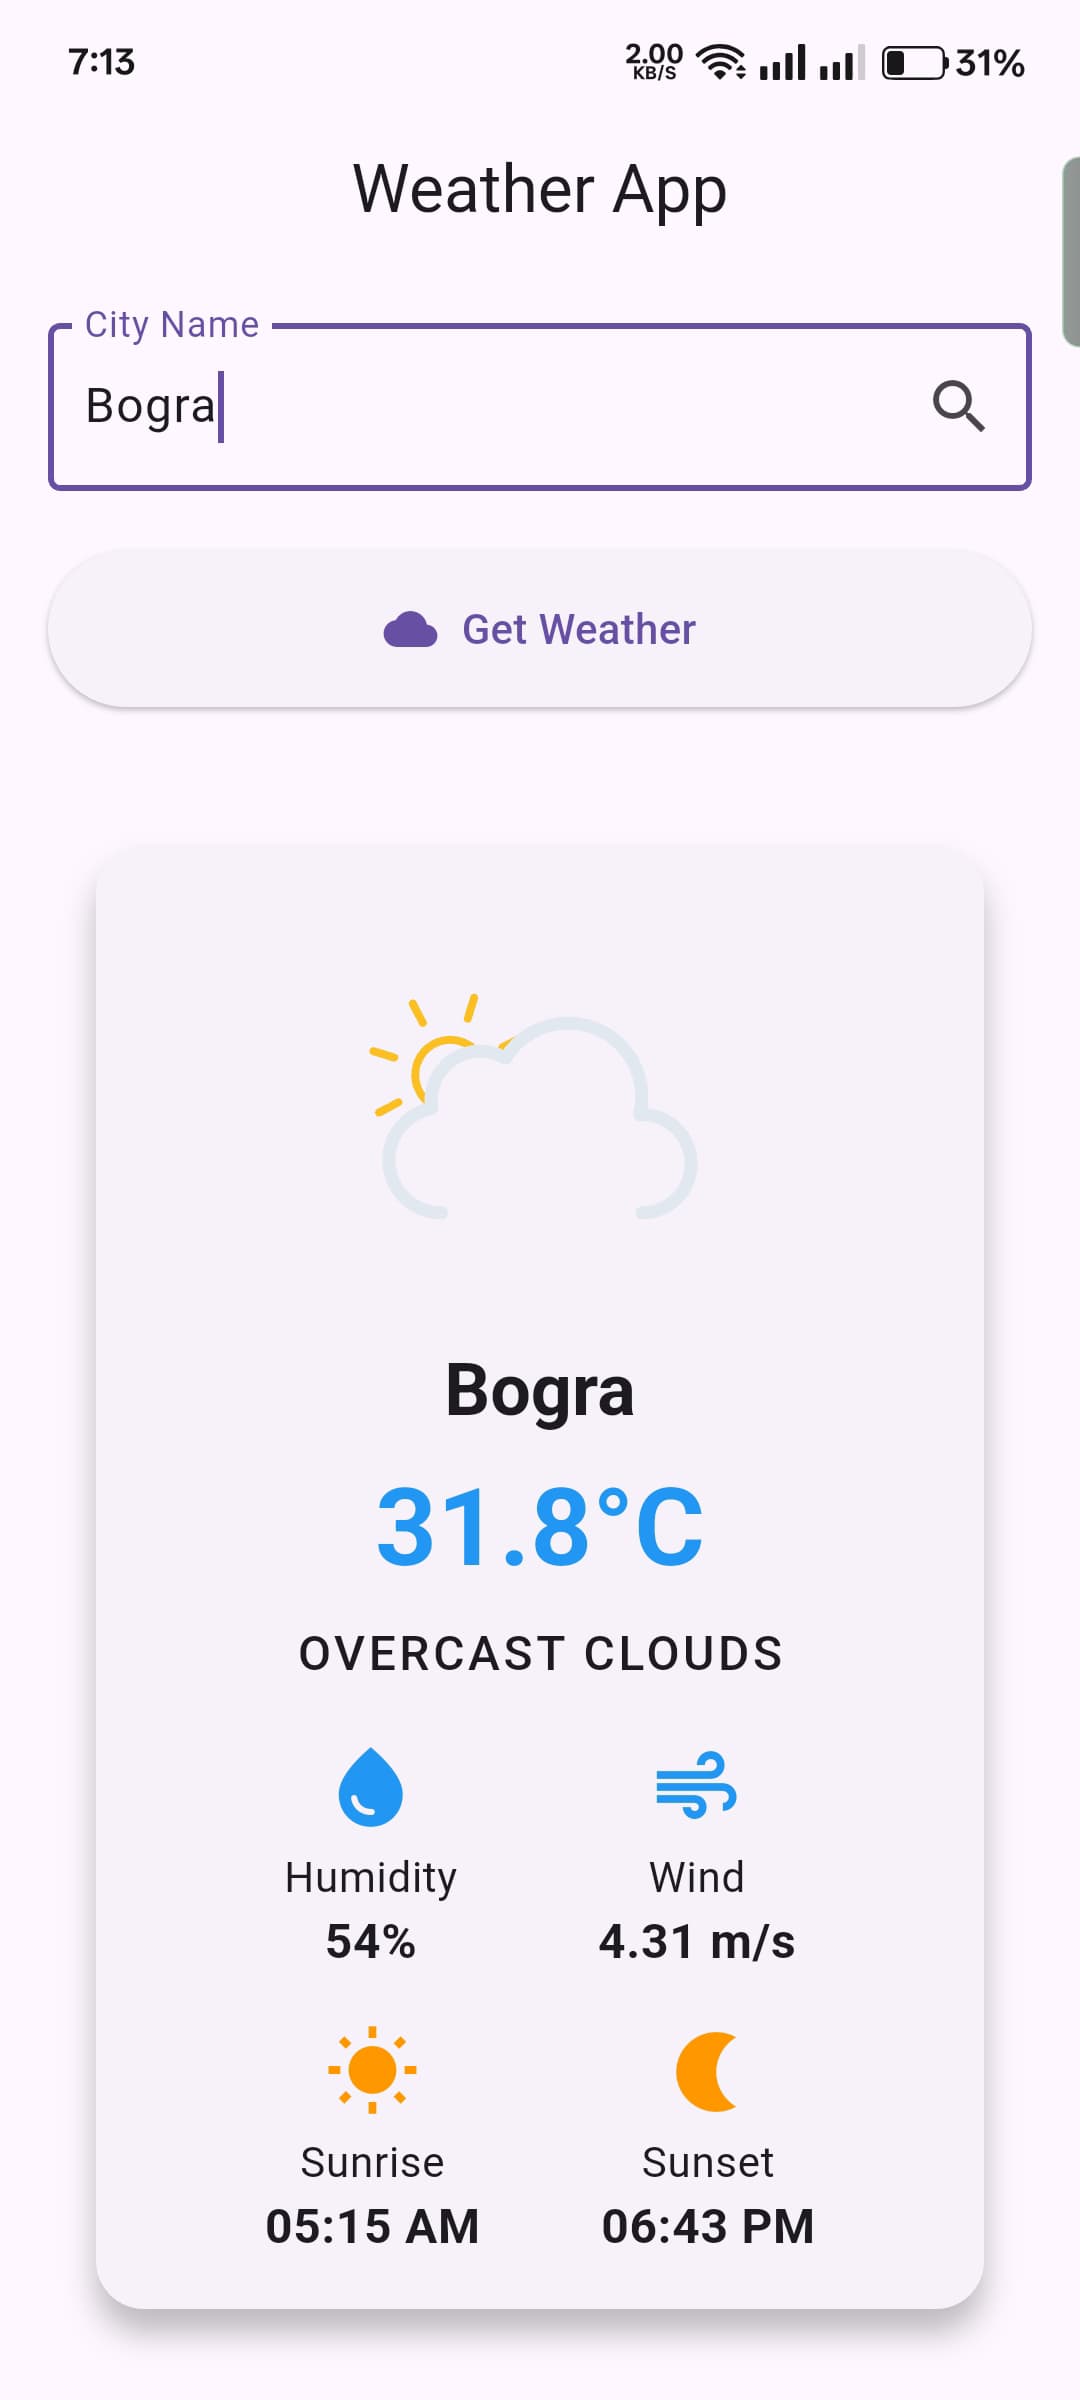 7:13
2.00
KB/S
31%
Weather App
City Name
Bogra
Get Weather
Bogra
31.8°C
OVERCAST CLOUDS
Humidity
Wind
54%
4.31 m/s
Sunrise
Sunset
05:15 AM
06:43 PM